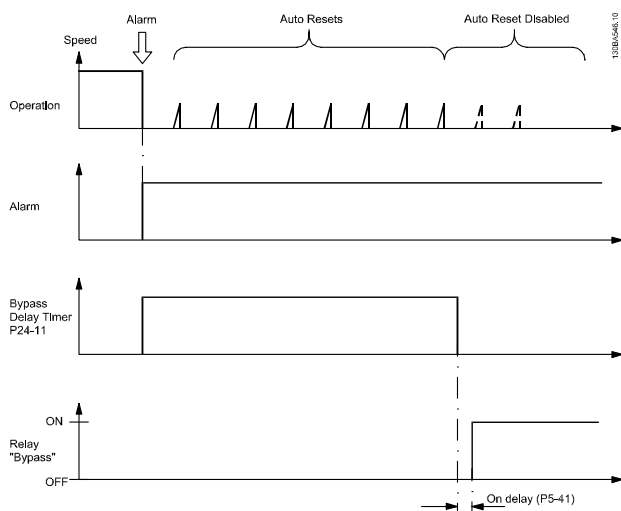 Alarm
Auto Resets
Auto Reset Disabled
130BA546.10
Speed
Operation
Alarm
Bypass
Delay TImer
P24-11
ON
Relay
"Bypass"
OFF
On delay (P5-41)